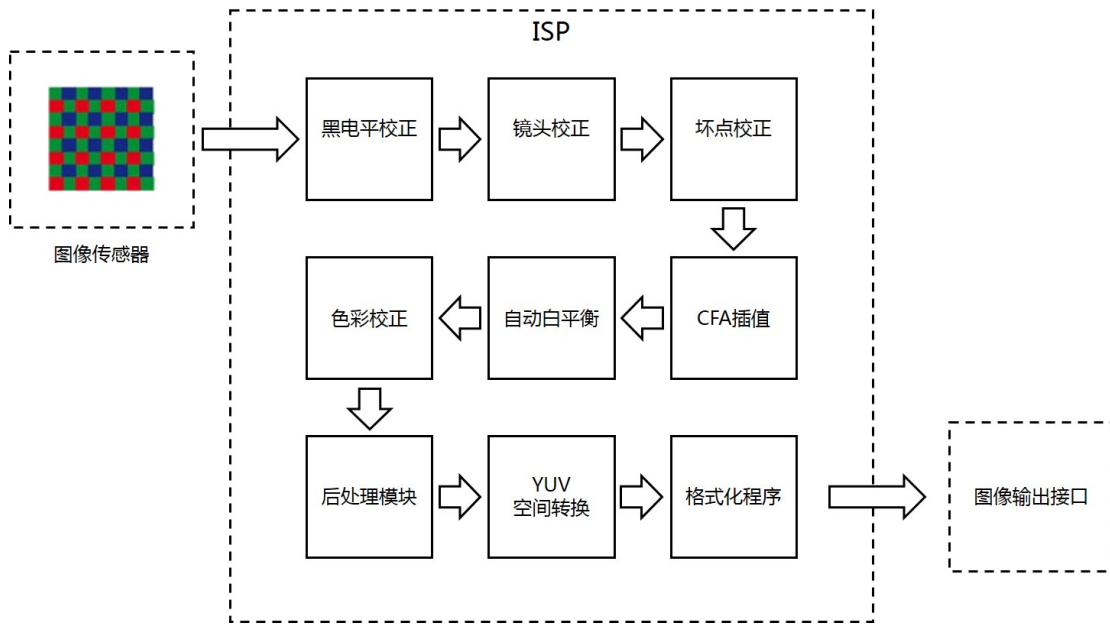 ISP
黑电平校正
镜头校正
坏点校正
图像传感器
色彩校正
自动白平衡
CFA插值
后处理模块
YUV
空间转换
格式化程序
图像输出接口